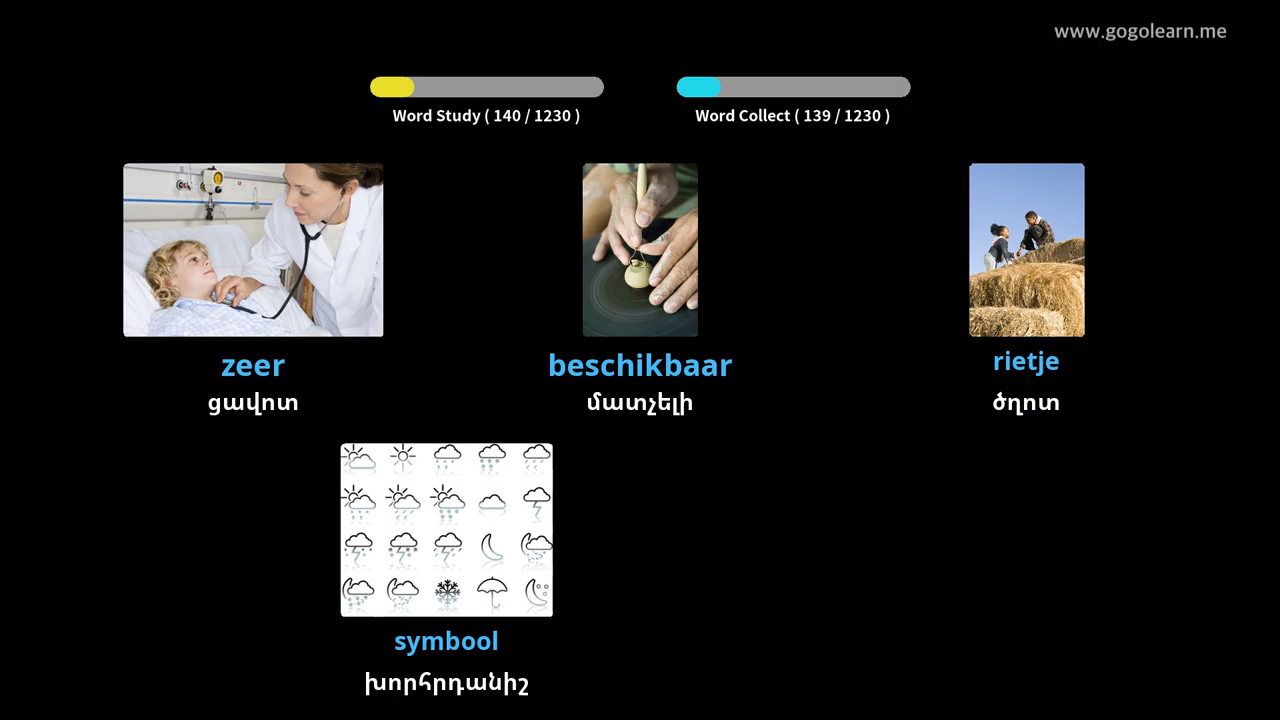 www.gogolearn.me
Word Study ( 140 / 1230 )
Word Collect ( 139 / 1230 )
zeer
ցավոտ
beschikbaar
մատչելի
rietje
ծղոտ
symbool
խորհրդանիշ